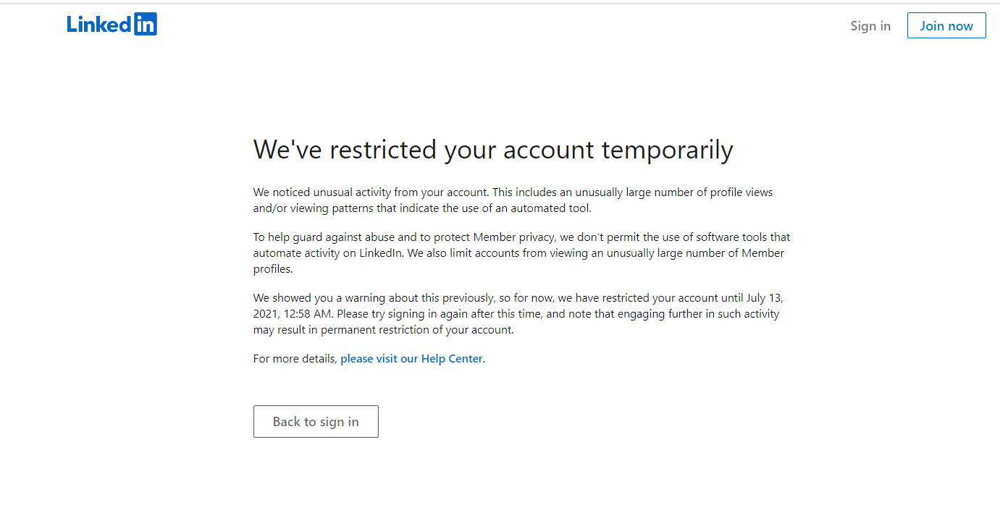 LinkedIn
Sign in
Join now
We've restricted your account temporarily
We noticed unusual activity from your account. This includes an unusually large number of profile views
and/or viewing patterns that indicate the use of an automated tool.
To help guard against abuse and to protect Member privacy, we don’t permit the use of software tools that
automate activity on LinkedIn. We also limit accounts from viewing an unusually large number of Member
profiles.
We showed you a warning about this previously, so for now, we have restricted your account until July 13,
2021, 12:58 AM. Please try signing in again after this time, and note that engaging further in such activity
may result in permanent restriction of your account.
For more details, please visit our Help Center.
Back to sign in